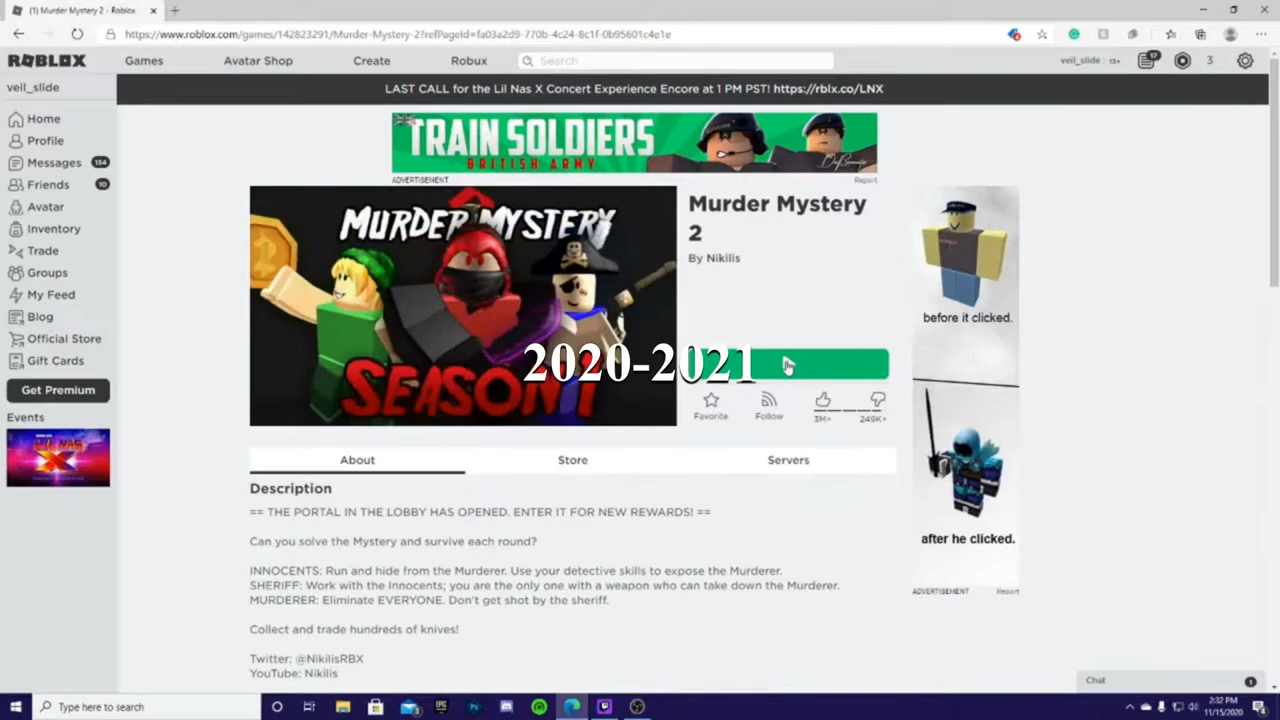 (1) Murder Mystery 2 - Roblox
https://www.roblox.com/games/142823291/Murder-Mystery-2?refPageId=fa03a2d9-770b-4c24-8c1f-0b95601c4e1e
ROBLOX
Games
Avatar Shop
Create
Robux
Search
veil_slide : 13+
17
3
veil_slide
LAST CALL for the Lil Nas X Concert Experience Encore at 1 PM PST! https://rblx.co/LNX
Home
Profile
Messages 134
Friends 10
Avatar
Inventory
Trade
Groups
My Feed
Blog
Official Store
Gift Cards
Get Premium
Events
LIL NAS X
TRAIN SOLDIERS
BRITISH ARMY
ADVERTISEMENT
Report
MURDER MYSTERY
SEASON 1
Murder Mystery
2
By Nikilis
2020-2021
Favorite
Follow
3M+
249K+
before it clicked.
after he clicked.
ADVERTISEMENT
Report
About
Store
Servers
Description
== THE PORTAL IN THE LOBBY HAS OPENED. ENTER IT FOR NEW REWARDS! ==
Can you solve the Mystery and survive each round?
INNOCENTS: Run and hide from the Murderer. Use your detective skills to expose the Murderer.
SHERIFF: Work with the Innocents; you are the only one with a weapon who can take down the Murderer.
MURDERER: Eliminate EVERYONE. Don't get shot by the sheriff.
Collect and trade hundreds of knives!
Twitter: @NikilisRBX
YouTube: Nikilis
Chat
1
Type here to search
2:32 PM
11/15/2020